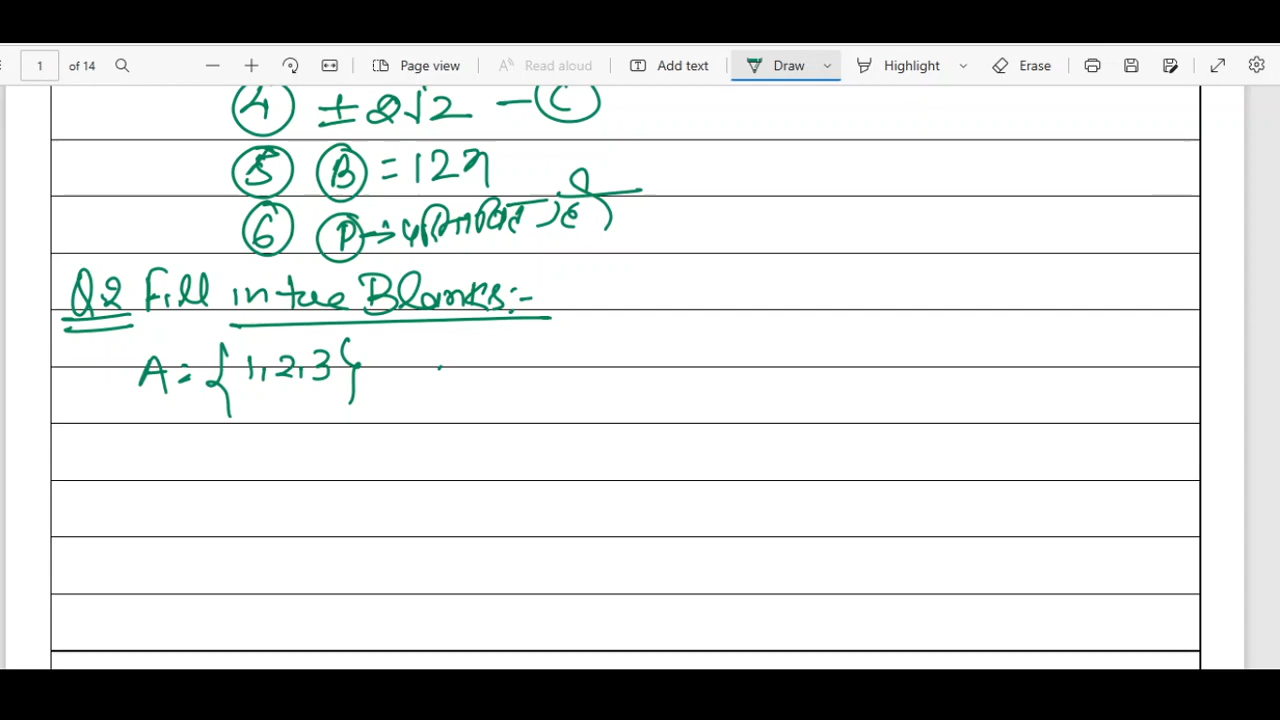 1 of 14 Page view Read aloud Add text Draw Highlight Erase
④ ± 2√2 – Ⓒ
⑤ Ⓑ = 12
⑥ Ⓓ →
Q2 Fill in the Blanks:-
A = {1, 2, 3}